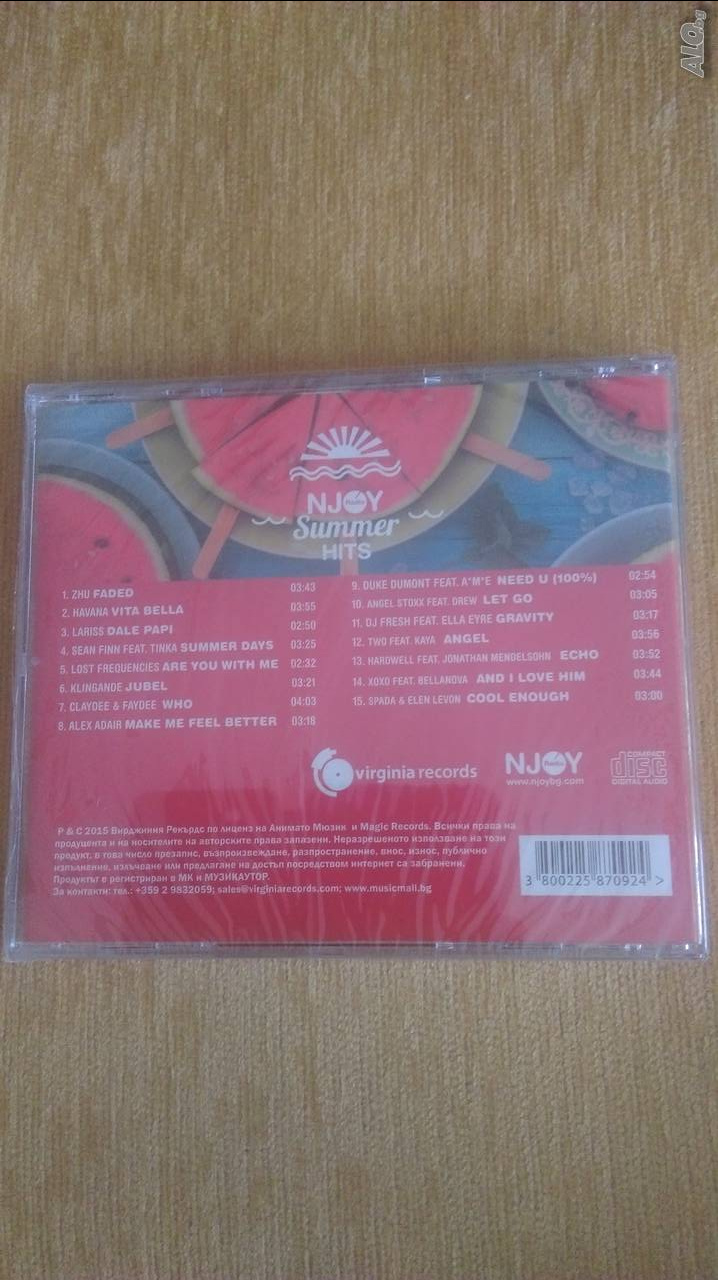 ALO.bg
NJOY
Summer
HITS
1. ZHU FADED 03:43
2. HAVANA VITA BELLA 03:55
3. LARISS DALE PAPI 02:50
4. SEAN FINN FEAT. TINKA SUMMER DAYS 03:25
5. LOST FREQUENCIES ARE YOU WITH ME 02:32
6. KLINGANDE JUBEL 03:21
7. CLAYDEE & FAYDEE WHO 04:03
8. ALEX ADAIR MAKE ME FEEL BETTER 03:18
9. DUKE DUMONT FEAT. A*M*E NEED U (100%) 02:54
10. ANGEL STOXX FEAT. DREW LET GO 03:05
11. DJ FRESH FEAT. ELLA EYRE GRAVITY 03:17
12. TWO FEAT. KAYA ANGEL 03:56
13. HARDWELL FEAT. JONATHAN MENDELSOHN ECHO 03:52
14. XOXO FEAT. BELLANOVA AND I LOVE HIM 03:44
15. SPADA & ELEN LEVON COOL ENOUGH 03:00
virginia records
NJOY
www.njoybg.com
COMPACT
disc
DIGITAL AUDIO
P & C 2015 Вирджиния Рекърдс по лиценз на Анимато Мюзик и Magic Records. Всички права на
продуцента и на носителите на авторските права запазени. Неразрешеното използване на този
продукт, в това число презапис, възпроизвеждане, разпространение, внос, износ, публично
изпълнение, излъчване или предлагане на достъп посредством интернет са забранени.
Продуктът е регистриран в МК и МУЗИКАУТОР.
За контакти: тел.: +359 2 9832059; sales@virginiarecords.com; www.musicmall.bg
3 800225 870924 >